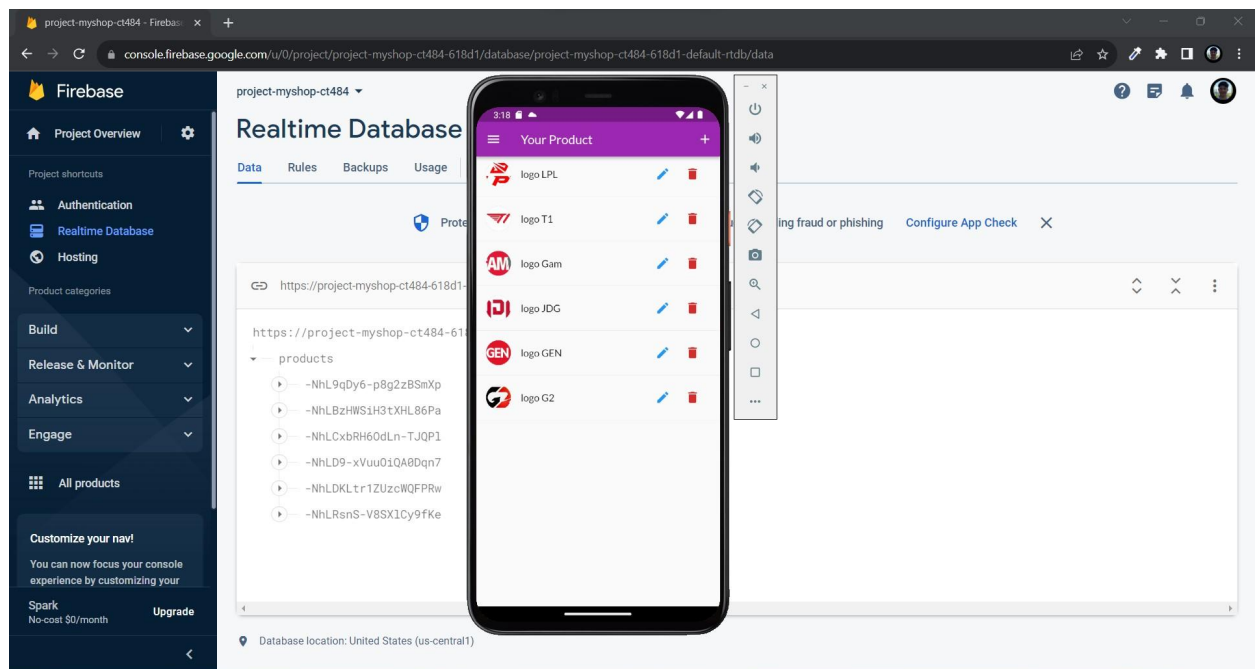 project-myshop-ct484 - Firebase
console.firebase.google.com/u/0/project/project-myshop-ct484-618d1/database/project-myshop-ct484-618d1-default-rtdb/data
Firebase
Project Overview
Project shortcuts
Authentication
Realtime Database
Hosting
Product categories
Build
Release & Monitor
Analytics
Engage
All products
Customize your nav!
You can now focus your console
experience by customizing your
Spark
No-cost $0/month
Upgrade
project-myshop-ct484
Realtime Database
Data Rules Backups Usage
Prote
ing fraud or phishing Configure App Check
https://project-myshop-ct484-618d1-
https://project-myshop-ct484-61
products
-NhL9qDy6-p8g2zBSmXp
-NhLBzHWSiH3tXHL86Pa
-NhLCxbRH6OdLn-TJQPl
-NhLD9-xVuuOiQA0Dqn7
-NhLDKLtr1ZUzcWQFPRw
-NhLRsnS-V8SXlCy9fKe
Database location: United States (us-central1)
3:18
Your Product
logo LPL
logo T1
logo Gam
logo JDG
GEN logo GEN
logo G2